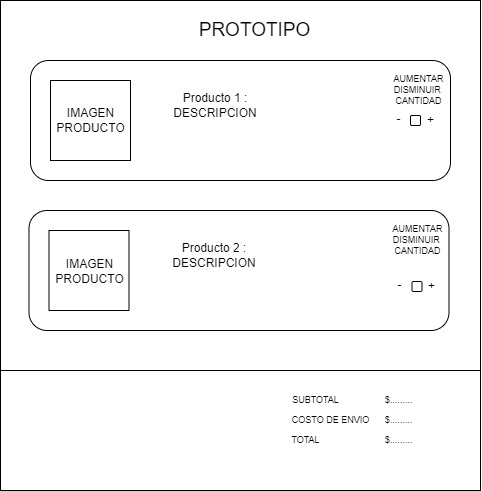 PROTOTIPO
IMAGEN
PRODUCTO
Producto 1 :
DESCRIPCION
AUMENTAR
DISMINUIR
CANTIDAD
- +
IMAGEN
PRODUCTO
Producto 2 :
DESCRIPCION
AUMENTAR
DISMINUIR
CANTIDAD
- +
SUBTOTAL $.........
COSTO DE ENVIO $.........
TOTAL $.........